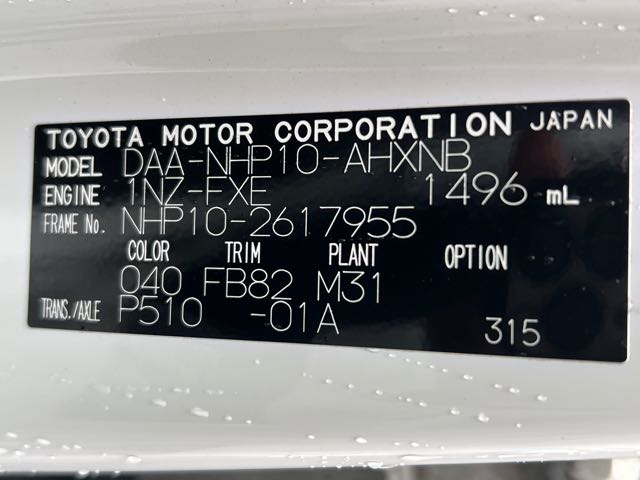 TOYOTA MOTOR CORPORATION JAPAN
MODEL DAA-NHP10-AHXNB
ENGINE 1NZ-FXE 1496 mL
FRAME No. NHP10-2617955
COLOR TRIM PLANT OPTION
040 FB82 M31
TRANS./AXLE P510 -01A
315